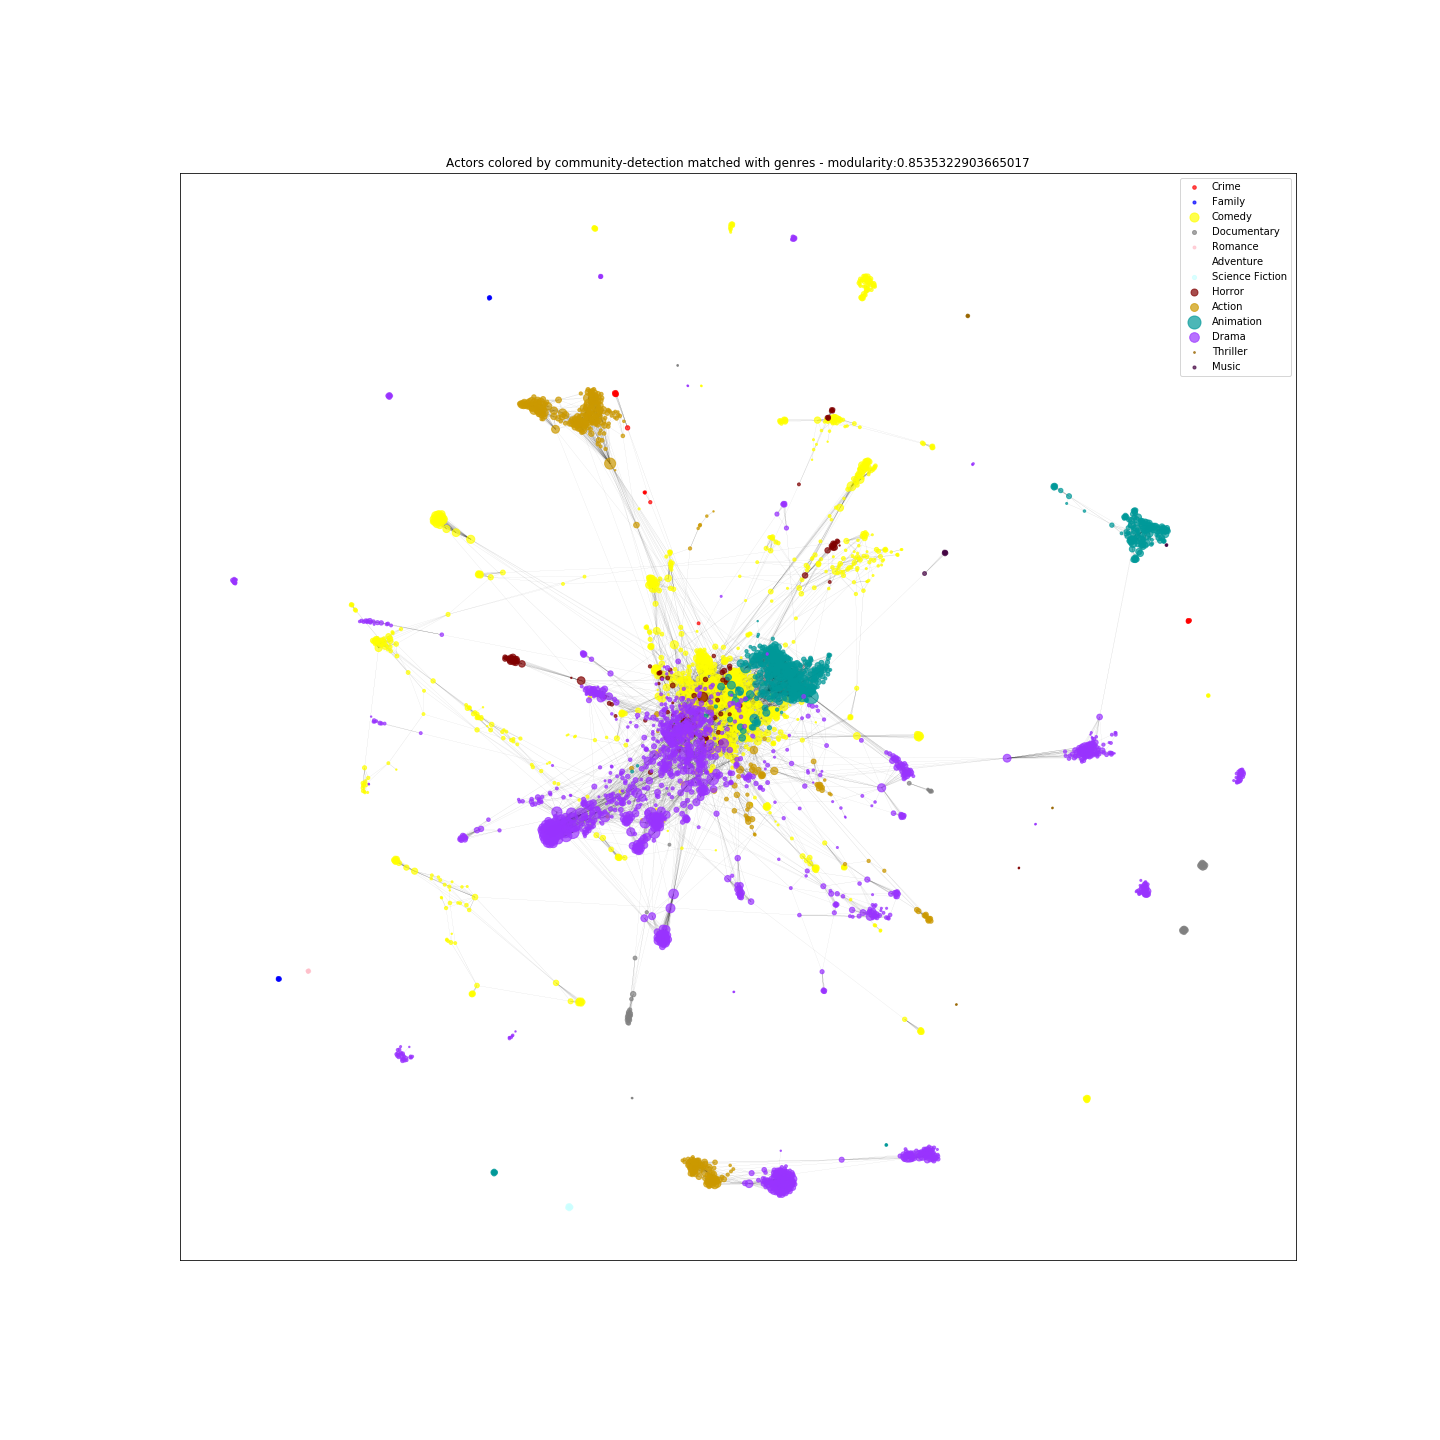 Actors colored by community-detection matched with genres - modularity:0.8535322903665017
Crime
Family
Comedy
Documentary
Romance
Adventure
Science Fiction
Horror
Action
Animation
Drama
Thriller
Music